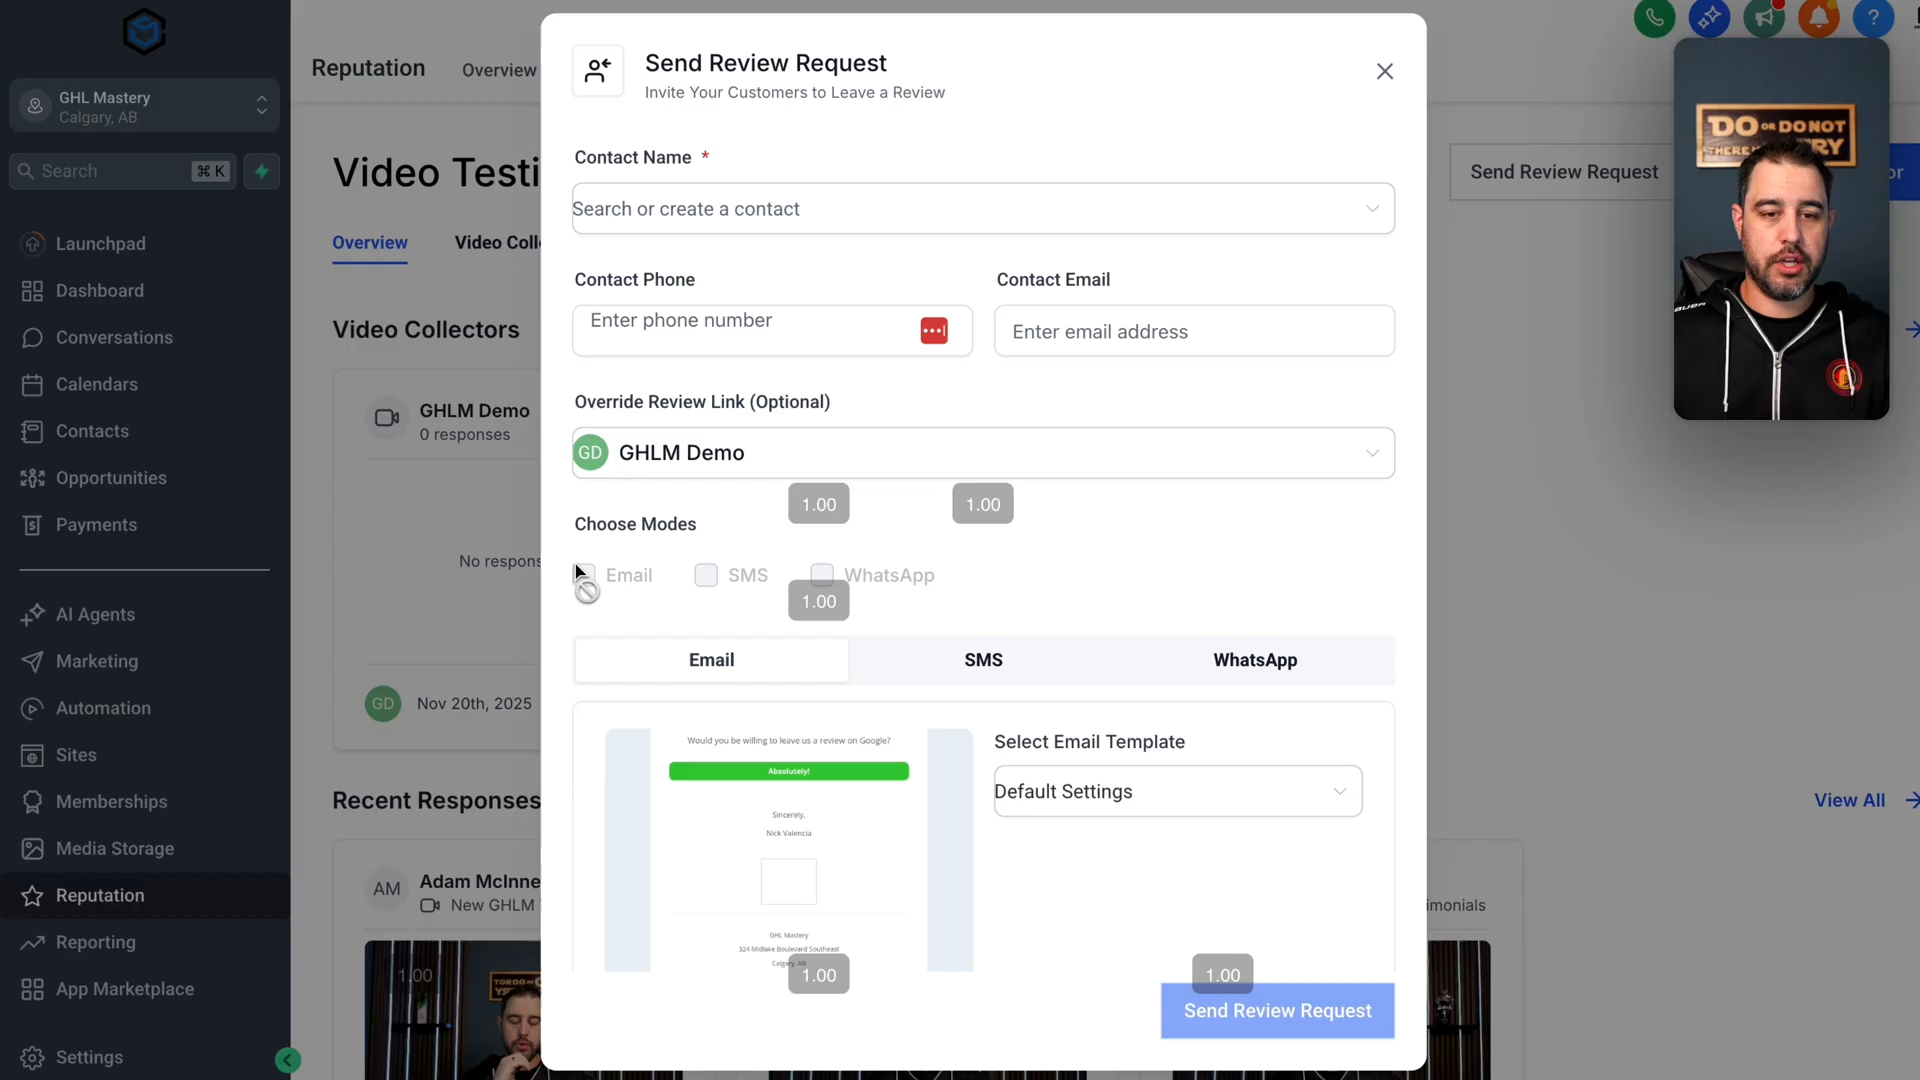 GHL Mastery
Calgary, AB
Search
⌘ K
Launchpad
Dashboard
Conversations
Calendars
Contacts
Opportunities
Payments
AI Agents
Marketing
Automation
Sites
Memberships
Media Storage
Reputation
Reporting
App Marketplace
Settings
Reputation
Overview
Video Testi
Overview
Video Coll
Video Collectors
GHLM Demo
0 responses
No respons
GD
Nov 20th, 2025
Recent Responses
AM
Adam McInne
New GHLM
1.00
Send Review Request
Invite Your Customers to Leave a Review
Contact Name *
Search or create a contact
Contact Phone
Contact Email
Enter phone number
Enter email address
Override Review Link (Optional)
GD
GHLM Demo
1.00
1.00
Choose Modes
Email
SMS
WhatsApp
1.00
Email
SMS
WhatsApp
Would you be willing to leave us a review on Google?
Absolutely!
Sincerely,
Nick Valencia
GHL Mastery
324 Midlake Boulevard Southeast
Calgary, AB
1.00
Select Email Template
Default Settings
1.00
Send Review Request
Send Review Request
or
?
DO OR DO NOT
THERE
RY
BAUER
View All
imonials